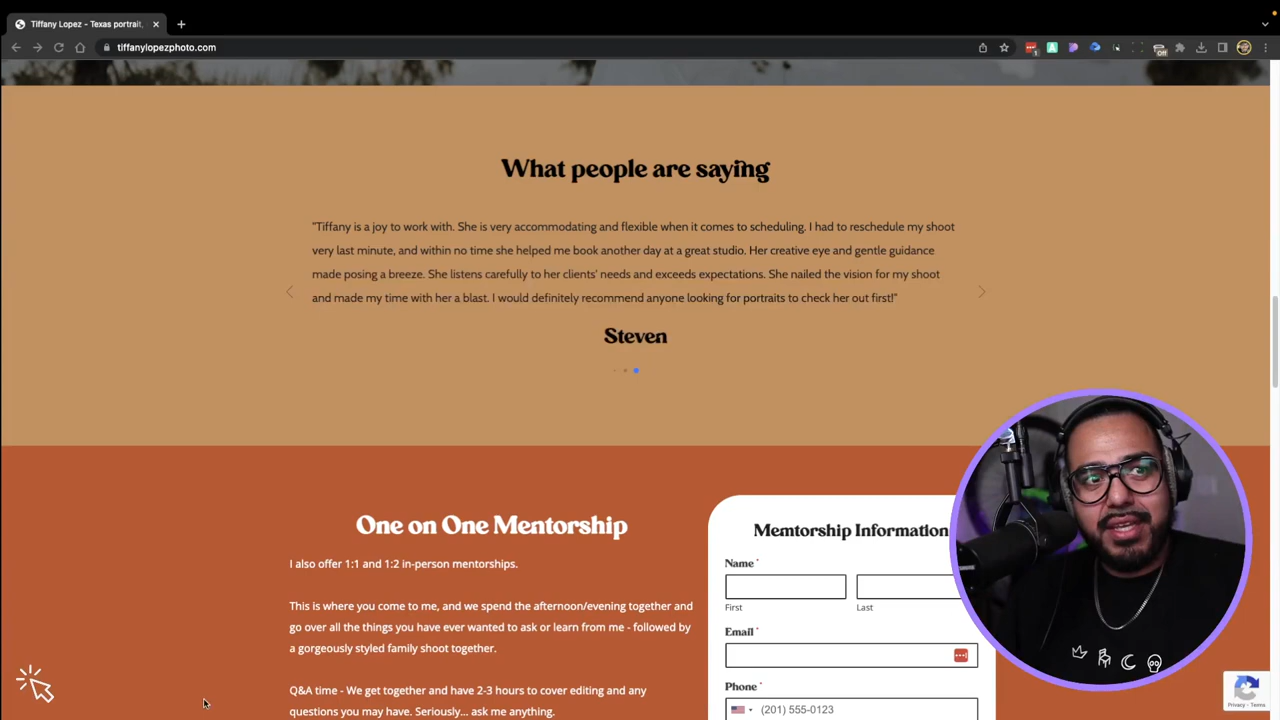 Tiffany Lopez - Texas portrait,
tiffanylopezphoto.com
What people are saying
"Tiffany is a joy to work with. She is very accommodating and flexible when it comes to scheduling. I had to reschedule my shoot
very last minute, and within no time she helped me book another day at a great studio. Her creative eye and gentle guidance
made posing a breeze. She listens carefully to her clients' needs and exceeds expectations. She nailed the vision for my shoot
and made my time with her a blast. I would definitely recommend anyone looking for portraits to check her out first!"
Steven
One on One Mentorship
I also offer 1:1 and 1:2 in-person mentorships.
This is where you come to me, and we spend the afternoon/evening together and
go over all the things you have ever wanted to ask or learn from me - followed by
a gorgeously styled family shoot together.
Q&A time - We get together and have 2-3 hours to cover editing and any
questions you may have. Seriously... ask me anything.
Memtorship Information
Name *
First
Last
Email *
Phone *
(201) 555-0123
Privacy - Terms